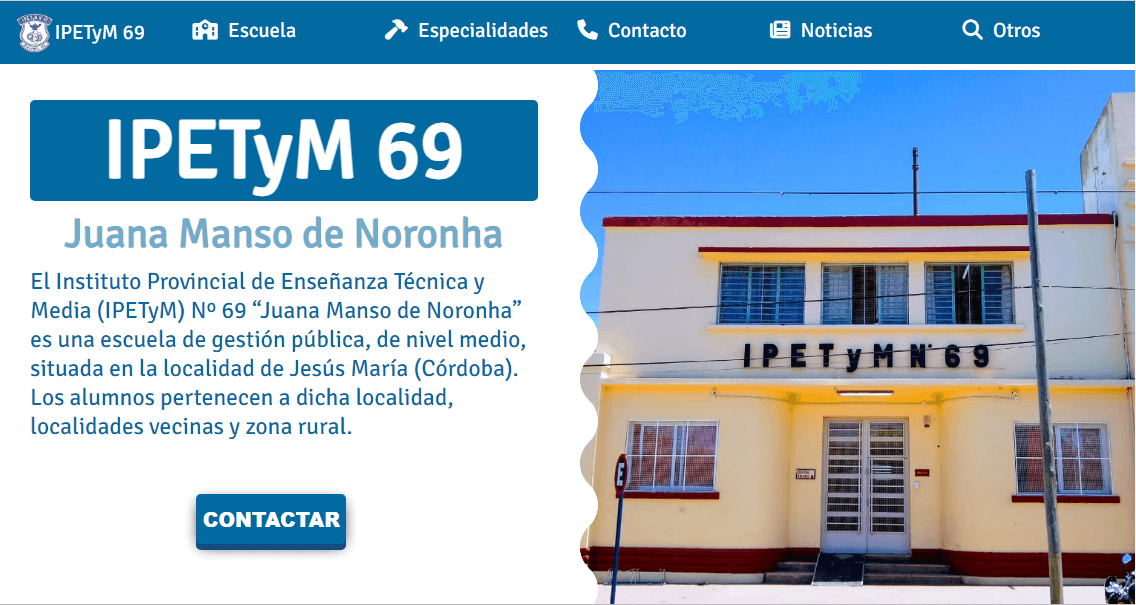 IPETyM 69
Escuela
Especialidades
Contacto
Noticias
Otros
IPETyM 69
Juana Manso de Noronha
El Instituto Provincial de Enseñanza Técnica y
Media (IPETyM) Nº 69 “Juana Manso de Noronha”
es una escuela de gestión pública, de nivel medio,
situada en la localidad de Jesús María (Córdoba).
Los alumnos pertenecen a dicha localidad,
localidades vecinas y zona rural.
CONTACTAR
IPETyM Nº 69
E